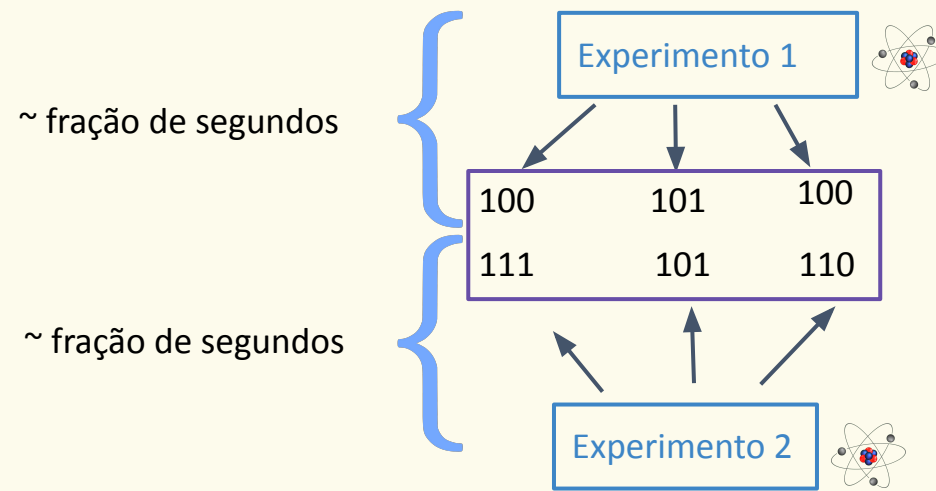 Experimento 1
~ fração de segundos
100 101 100
111 101 110
~ fração de segundos
Experimento 2